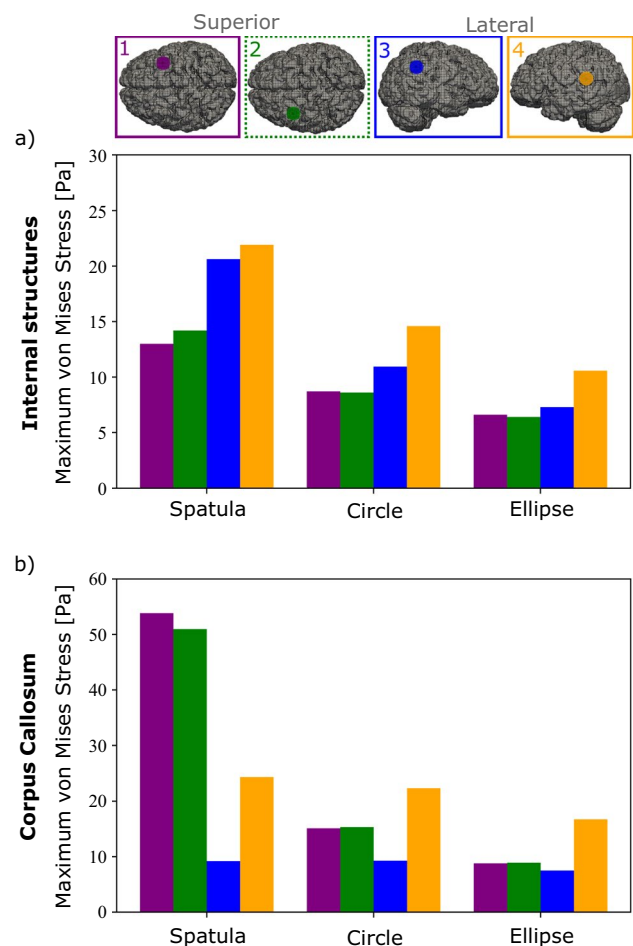 Superior Lateral
1 2 3 4
a)
Internal structures
Maximum von Mises Stress [Pa]
30
25
20
15
10
5
0
Spatula Circle Ellipse
b)
Corpus Callosum
Maximum von Mises Stress [Pa]
60
50
40
30
20
10
0
Spatula Circle Ellipse